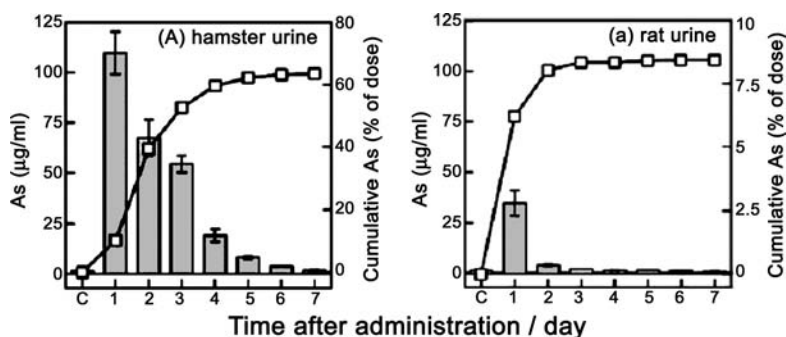 (A) hamster urine
As (µg/ml)
125
100
75
50
25
0
80
60
40
20
0
Cumulative As (% of dose)
C 1 2 3 4 5 6 7
(a) rat urine
As (µg/ml)
125
100
75
50
25
0
10
7.5
5
2.5
0
Cumulative As (% of dose)
C 1 2 3 4 5 6 7
Time after administration / day